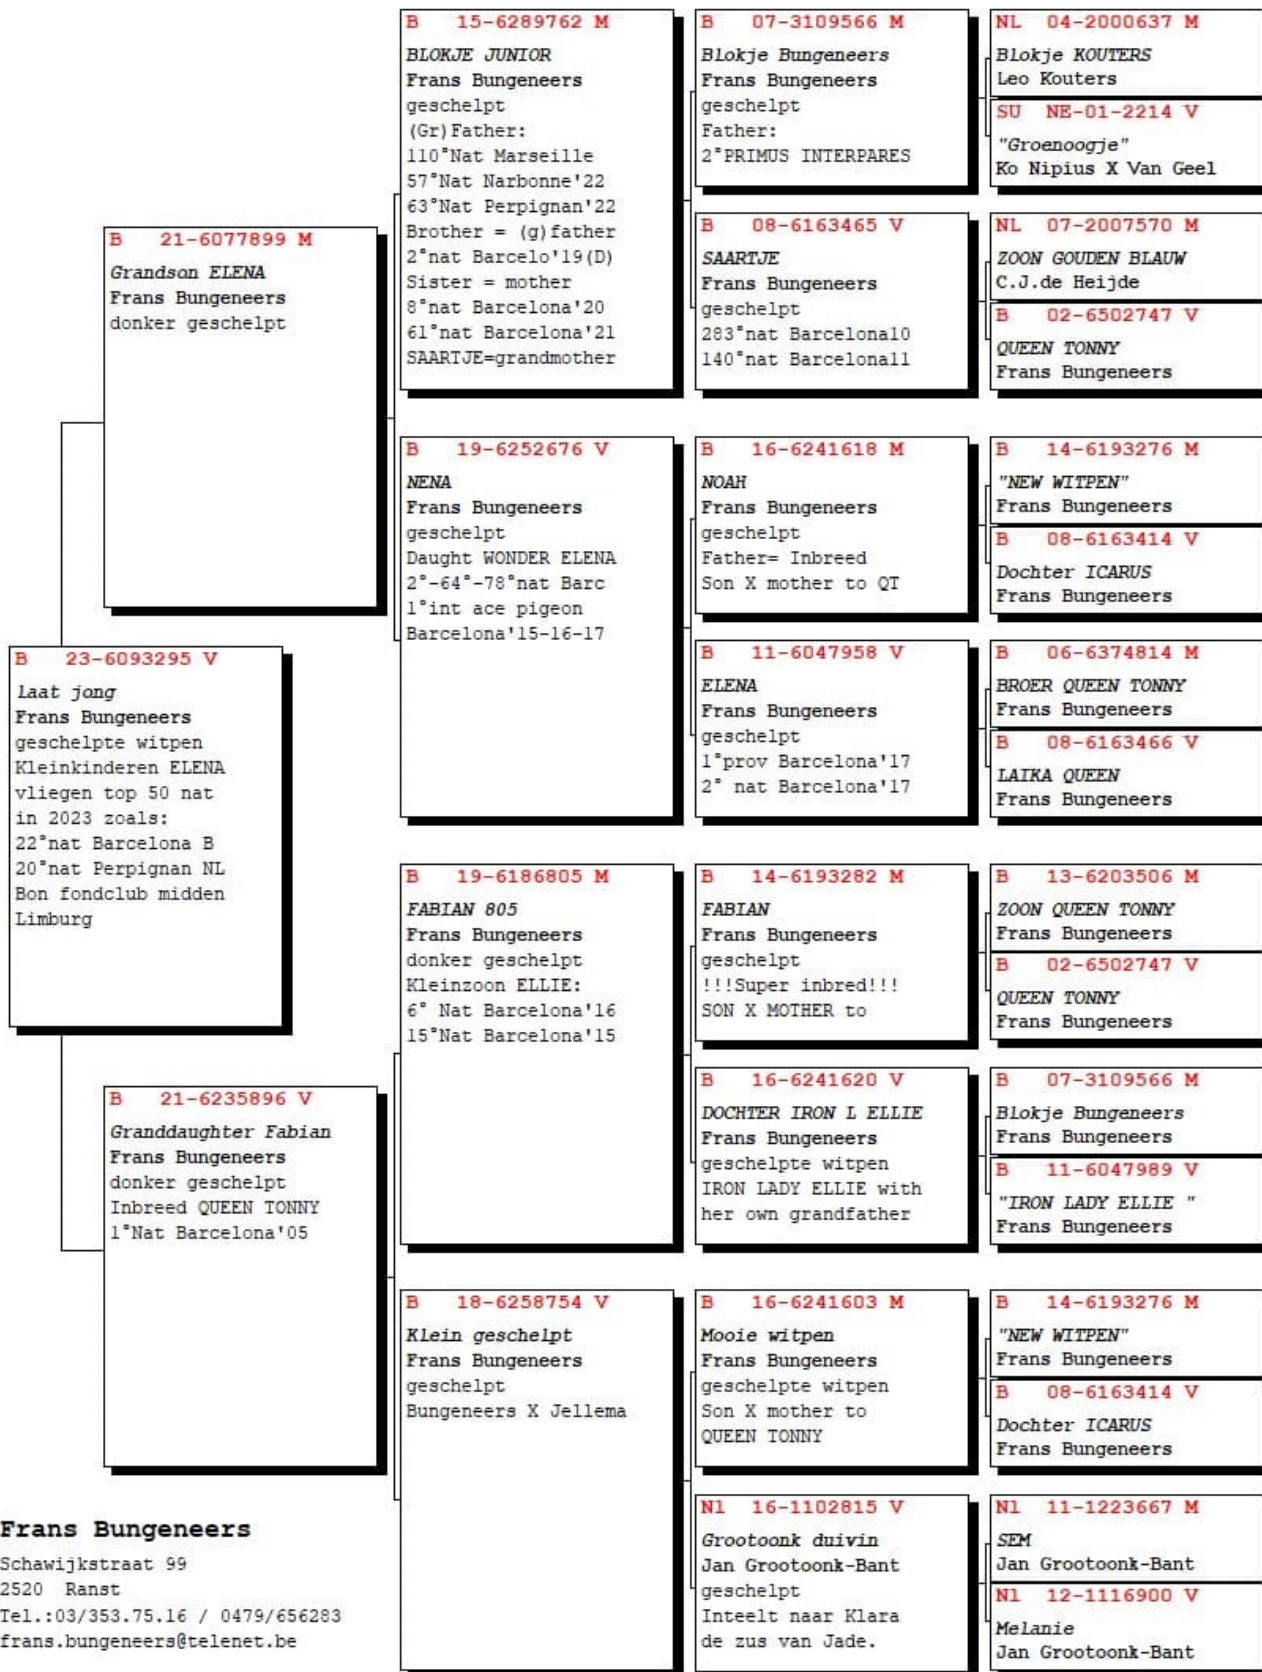 B 23-6093295 V
Laat jong
Frans Bungeneers
geschelpte witpen
Kleinkinderen ELENA
vliegen top 50 nat
in 2023 zoals:
22°nat Barcelona B
20°nat Perpignan NL
Bon fondclub midden
Limburg
B 21-6077899 M
Grandson ELENA
Frans Bungeneers
donker geschelpt
B 21-6235896 V
Granddaughter Fabian
Frans Bungeneers
donker geschelpt
Inbreed QUEEN TONNY
1°Nat Barcelona'05
B 15-6289762 M
BLOKJE JUNIOR
Frans Bungeneers
geschelpt
(Gr)Father:
110°Nat Marseille
57°Nat Narbonne'22
63°Nat Perpignan'22
Brother = (g)father
2°nat Barcelo'19(D)
Sister = mother
8°nat Barcelona'20
61°nat Barcelona'21
SAARTJE=grandmother
B 19-6252676 V
NENA
Frans Bungeneers
geschelpt
Daught WONDER ELENA
2°-64°-78°nat Barc
1°int ace pigeon
Barcelona'15-16-17
B 19-6186805 M
FABIAN 805
Frans Bungeneers
donker geschelpt
Kleinzoon ELLIE:
6° Nat Barcelona'16
15°Nat Barcelona'15
B 18-6258754 V
Klein geschelpt
Frans Bungeneers
geschelpt
Bungeneers X Jellema
B 07-3109566 M
Blokje Bungeneers
Frans Bungeneers
geschelpt
Father:
2°PRIMUS INTERPARES
B 08-6163465 V
SAARTJE
Frans Bungeneers
geschelpt
283°nat Barcelona10
140°nat Barcelona11
B 16-6241618 M
NOAH
Frans Bungeneers
geschelpt
Father= Inbreed
Son X mother to QT
B 11-6047958 V
ELENA
Frans Bungeneers
geschelpt
1°prov Barcelona'17
2° nat Barcelona'17
B 14-6193282 M
FABIAN
Frans Bungeneers
geschelpt
!!!Super inbred!!!
SON X MOTHER to
B 16-6241620 V
DOCHTER IRON L ELLIE
Frans Bungeneers
geschelpte witpen
IRON LADY ELLIE with
her own grandfather
B 16-6241603 M
Mooie witpen
Frans Bungeneers
geschelpte witpen
Son X mother to
QUEEN TONNY
Nl 16-1102815 V
Grootoonk duivin
Jan Grootoonk-Bant
geschelpt
Inteelt naar Klara
de zus van Jade.
NL 04-2000637 M
Blokje KOUTERS
Leo Kouters
SU NE-01-2214 V
"Groenoogje"
Ko Nipius X Van Geel
NL 07-2007570 M
ZOON GOUDEN BLAUW
C.J.de Heijde
B 02-6502747 V
QUEEN TONNY
Frans Bungeneers
B 14-6193276 M
"NEW WITPEN"
Frans Bungeneers
B 08-6163414 V
Dochter ICARUS
Frans Bungeneers
B 06-6374814 M
BROER QUEEN TONNY
Frans Bungeneers
B 08-6163466 V
LAIKA QUEEN
Frans Bungeneers
B 13-6203506 M
ZOON QUEEN TONNY
Frans Bungeneers
B 02-6502747 V
QUEEN TONNY
Frans Bungeneers
B 07-3109566 M
Blokje Bungeneers
Frans Bungeneers
B 11-6047989 V
"IRON LADY ELLIE "
Frans Bungeneers
B 14-6193276 M
"NEW WITPEN"
Frans Bungeneers
B 08-6163414 V
Dochter ICARUS
Frans Bungeneers
Nl 11-1223667 M
SEM
Jan Grootoonk-Bant
Nl 12-1116900 V
Melanie
Jan Grootoonk-Bant
Frans Bungeneers
Schawijkstraat 99
2520 Ranst
Tel.:03/353.75.16 / 0479/656283
frans.bungeneers@telenet.be